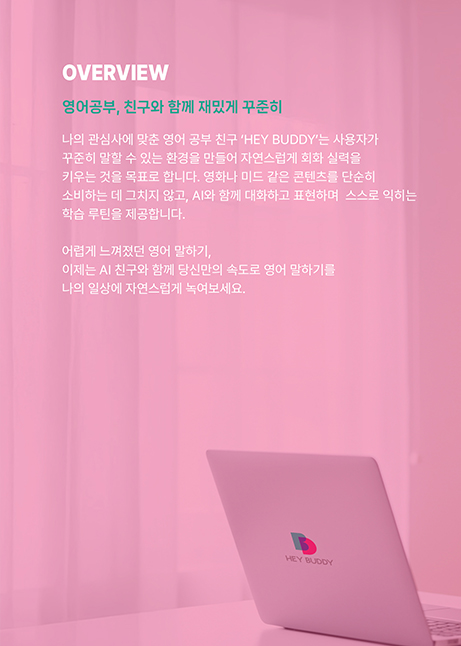 OVERVIEW
영어공부, 친구와 함께 재밌게 꾸준히
나의 관심사에 맞춘 영어 공부 친구 ‘HEY BUDDY’는 사용자가
꾸준히 말할 수 있는 환경을 만들어 자연스럽게 회화 실력을
키우는 것을 목표로 합니다. 영화나 미드 같은 콘텐츠를 단순히
소비하는 데 그치지 않고, AI와 함께 대화하고 표현하며 스스로 익히는
학습 루틴을 제공합니다.
어렵게 느껴졌던 영어 말하기,
이제는 AI 친구와 함께 당신만의 속도로 영어 말하기를
나의 일상에 자연스럽게 녹여보세요.
HEY BUDDY